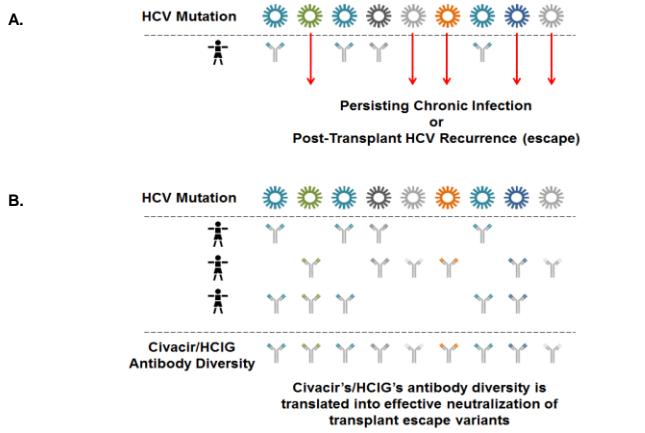 A.
HCV Mutation
Persisting Chronic Infection
or
Post-Transplant HCV Recurrence (escape)
B.
HCV Mutation
Civacir/HCIG
Antibody Diversity
Civacir's/HCIG's antibody diversity is
translated into effective neutralization of
transplant escape variants